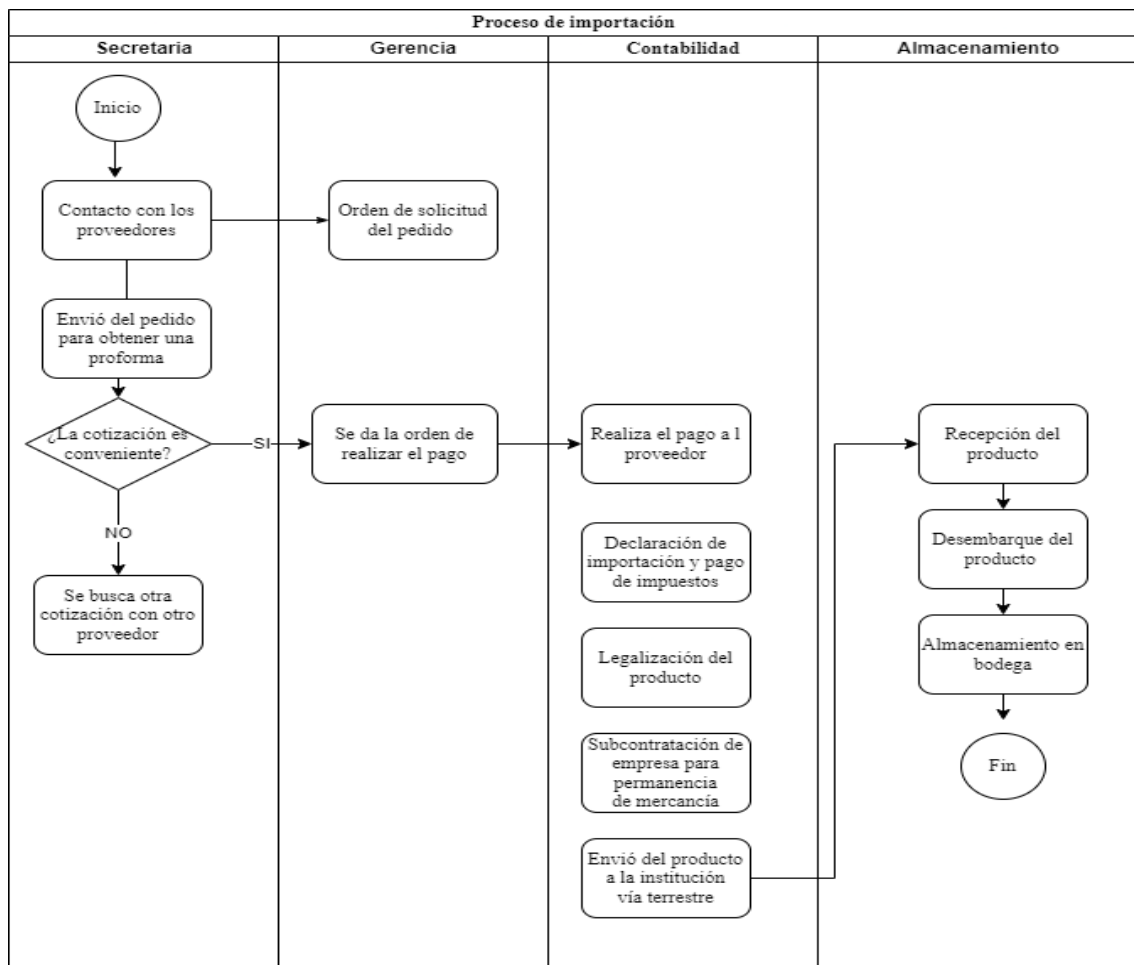 Proceso de importación
Secretaria
Gerencia
Contabilidad
Almacenamiento
Inicio
Contacto con los
proveedores
Orden de solicitud
del pedido
Envió del pedido
para obtener una
proforma
¿La cotización es
conveniente?
SI
Se da la orden de
realizar el pago
Realiza el pago a l
proveedor
Recepción del
producto
NO
Declaración de
importación y pago
de impuestos
Desembarque del
producto
Se busca otra
cotización con otro
proveedor
Legalización del
producto
Almacenamiento en
bodega
Subcontratación de
empresa para
permanencia
de mercancía
Fin
Envió del producto
a la institución
vía terrestre